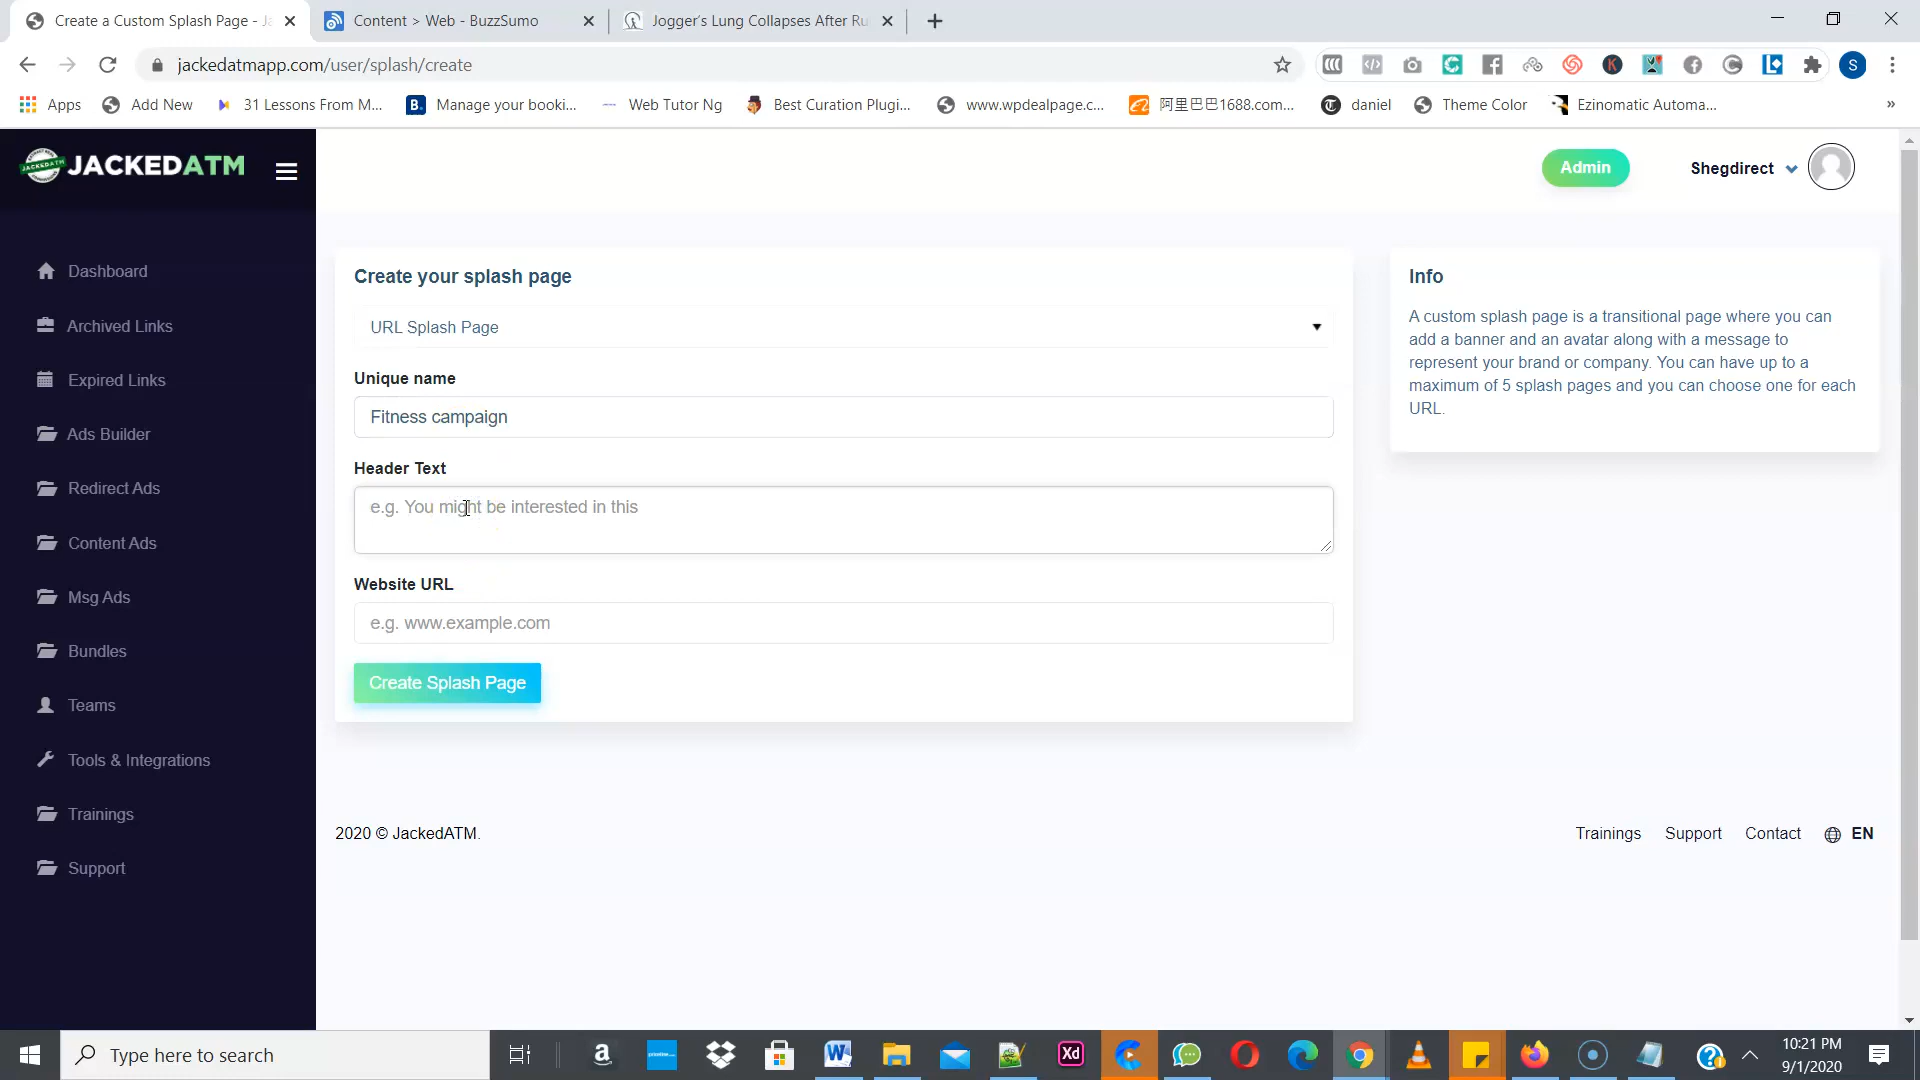 Create a Custom Splash Page - Ja
Content > Web - BuzzSumo
Jogger's Lung Collapses After Ru
jackedatmapp.com/user/splash/create
S
Apps
Add New
31 Lessons From M...
B.
Manage your booki...
Web Tutor Ng
Best Curation Plugi...
www.wpdealpage.c...
阿里巴巴1688.com...
daniel
Theme Color
Ezinomatic Automa...
»
JACKEDATM
JACKEDATM
Admin
Shegdirect
Dashboard
Archived Links
Expired Links
Ads Builder
Redirect Ads
Content Ads
Msg Ads
Bundles
Teams
Tools & Integrations
Trainings
Support
Create your splash page
URL Splash Page
Unique name
Fitness campaign
Header Text
e.g. You might be interested in this
Website URL
e.g. www.example.com
Create Splash Page
Info
A custom splash page is a transitional page where you can
add a banner and an avatar along with a message to
represent your brand or company. You can have up to a
maximum of 5 splash pages and you can choose one for each
URL.
2020 © JackedATM.
Trainings
Support
Contact
EN
Type here to search
priceline.com
Xd
10:21 PM
9/1/2020